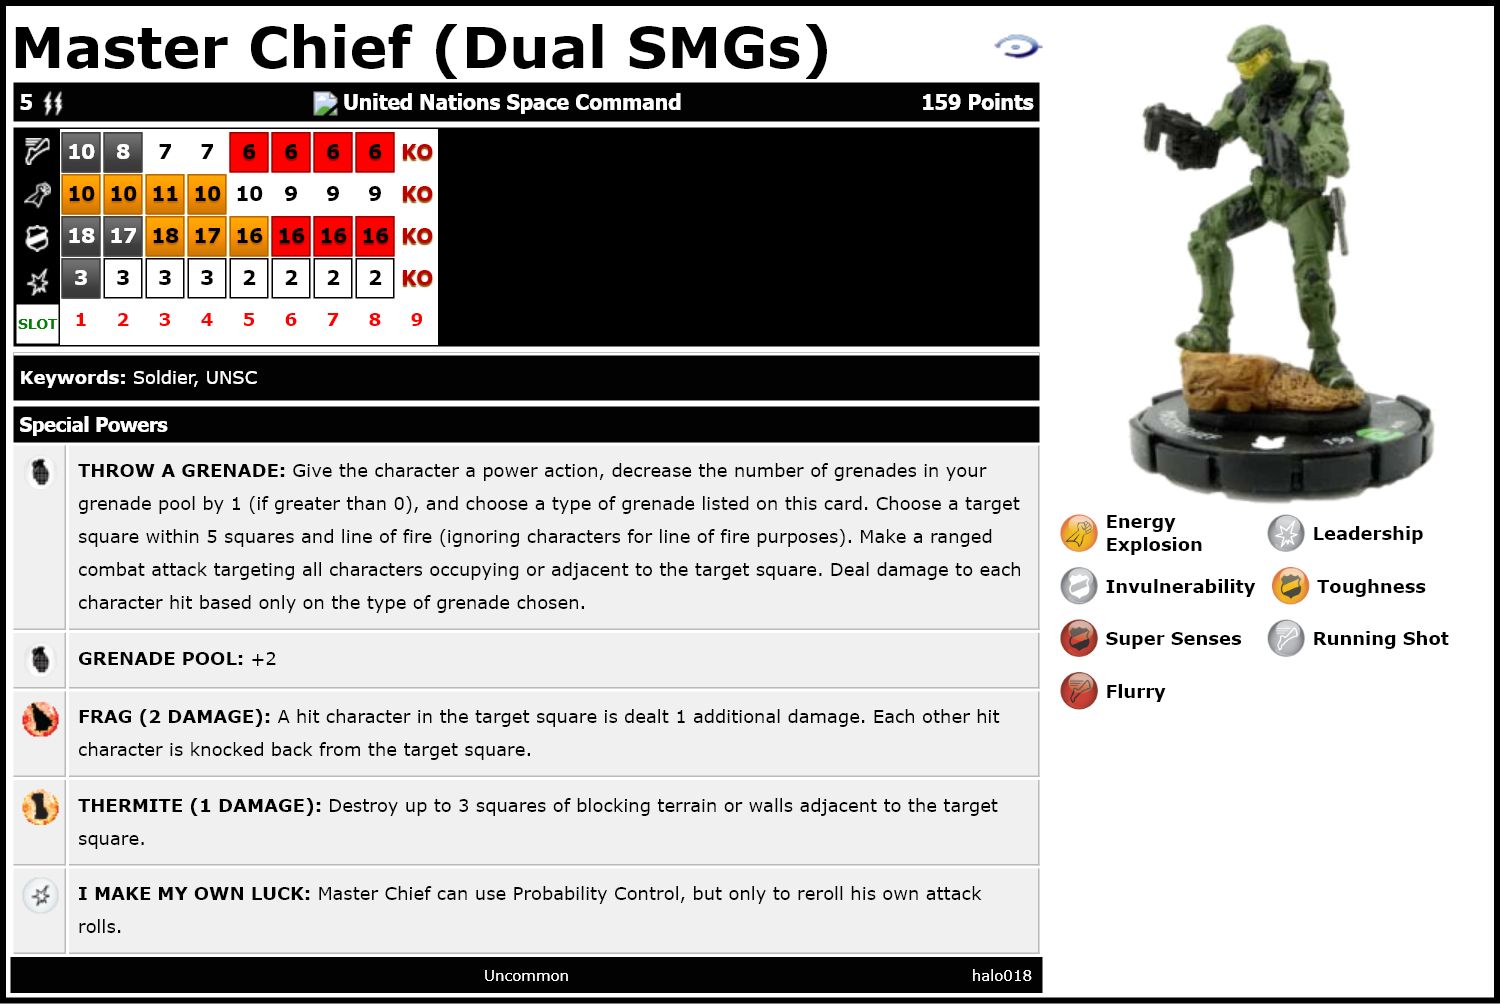 Master Chief (Dual SMGs)
5 United Nations Space Command 159 Points
10 8 7 7 6 6 6 6 KO
10 10 11 10 10 9 9 9 KO
18 17 18 17 16 16 16 16 KO
3 3 3 3 2 2 2 2 KO
SLOT 1 2 3 4 5 6 7 8 9
Keywords: Soldier, UNSC
Special Powers
THROW A GRENADE: Give the character a power action, decrease the number of grenades in your
grenade pool by 1 (if greater than 0), and choose a type of grenade listed on this card. Choose a target
square within 5 squares and line of fire (ignoring characters for line of fire purposes). Make a ranged
combat attack targeting all characters occupying or adjacent to the target square. Deal damage to each
character hit based only on the type of grenade chosen.
GRENADE POOL: +2
FRAG (2 DAMAGE): A hit character in the target square is dealt 1 additional damage. Each other hit
character is knocked back from the target square.
THERMITE (1 DAMAGE): Destroy up to 3 squares of blocking terrain or walls adjacent to the target
square.
I MAKE MY OWN LUCK: Master Chief can use Probability Control, but only to reroll his own attack
rolls.
Uncommon halo018
159
Energy
Explosion
Leadership
Invulnerability Toughness
Super Senses Running Shot
Flurry